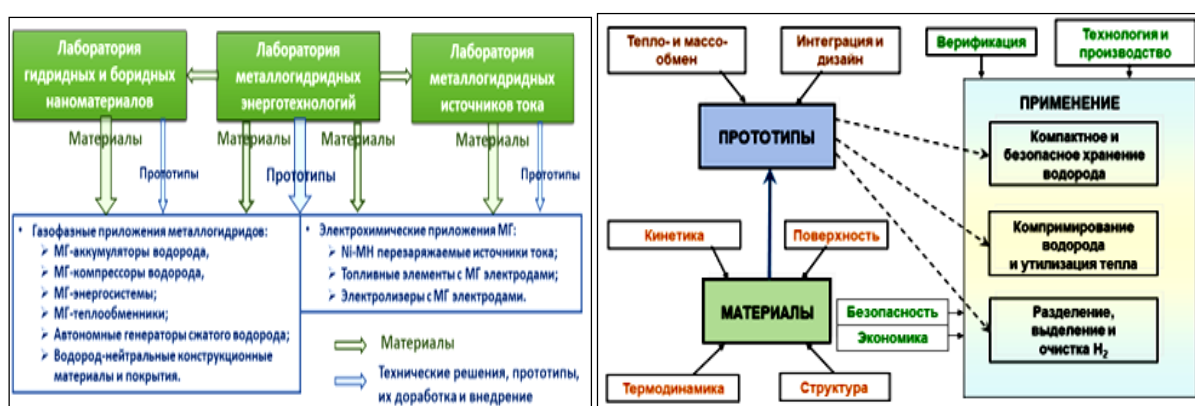 Лаборатория
гидридных и боридных
наноматериалов
Лаборатория
металлогидридных
энерготехнологий
Лаборатория
металлогидридных
источников тока
Материалы
Прототипы
Материалы
Прототипы
Материалы
Материалы
Прототипы
• Газофазные приложения металлогидридов:
➢ МГ-аккумуляторы водорода,
➢ МГ-компрессоры водорода,
➢ МГ-энергосистемы;
➢ МГ-теплообменники;
➢ Автономные генераторы сжатого водорода;
➢ Водород-нейтральные конструкционные
материалы и покрытия.
• Электрохимические приложения МГ:
➢ Ni-MH перезаряжаемые источники тока;
➢ Топливные элементы с МГ электродами;
➢ Электролизеры с МГ электродами.
Материалы
Технические решения, прототипы,
их доработка и внедрение
Тепло- и массо-
обмен
Интеграция и
дизайн
Верификация
Технология и
производство
ПРОТОТИПЫ
ПРИМЕНЕНИЕ
Компактное и
безопасное хранение
водорода
Компримирование
водорода
и утилизация тепла
Разделение,
выделение и
очистка H₂
Кинетика
Поверхность
МАТЕРИАЛЫ
Безопасность
Экономика
Термодинамика
Структура